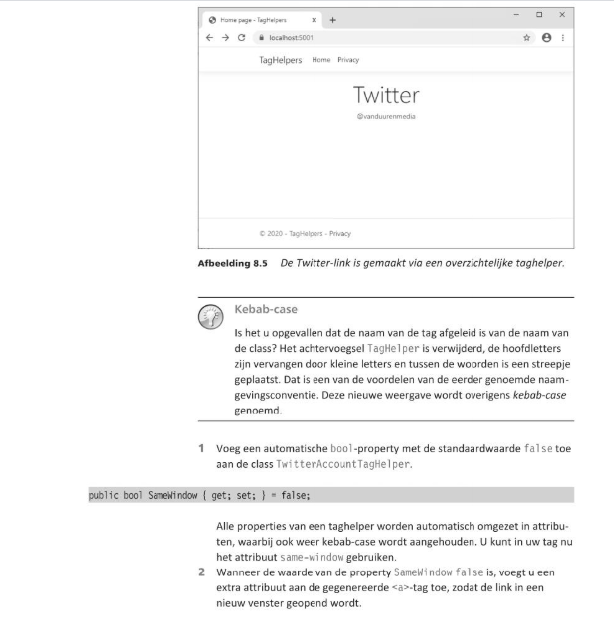 Home page - TagHelpers x +
localhost:5001
TagHelpers Home Privacy
Twitter
@vanduurenmedia
© 2020 - TagHelpers - Privacy
Afbeelding 8.5 De Twitter-link is gemaakt via een overzichtelijke taghelper.
Kebab-case
Is het u opgevallen dat de naam van de tag afgeleid is van de naam van
de class? Het achtervoegsel TagHelper is verwijderd, de hoofdletters
zijn vervangen door kleine letters en tussen de woorden is een streepje
geplaatst. Dat is een van de voordelen van de eerder genoemde naam-
gevingsconventie. Deze nieuwe weergave wordt overigens kebab-case
genoemd.
1 Voeg een automatische bool-property met de standaardwaarde false toe
aan de class TwitterAccountTagHelper.
public bool SameWindow { get; set; } = false;
Alle properties van een taghelper worden automatisch omgezet in attribu-
ten, waarbij ook weer kebab-case wordt aangehouden. U kunt in uw tag nu
het attribuut same-window gebruiken.
2 Wanneer de waarde van de property SameWindow false is, voegt u een
extra attribuut aan de gegenereerde <a>-tag toe, zodat de link in een
nieuw venster geopend wordt.